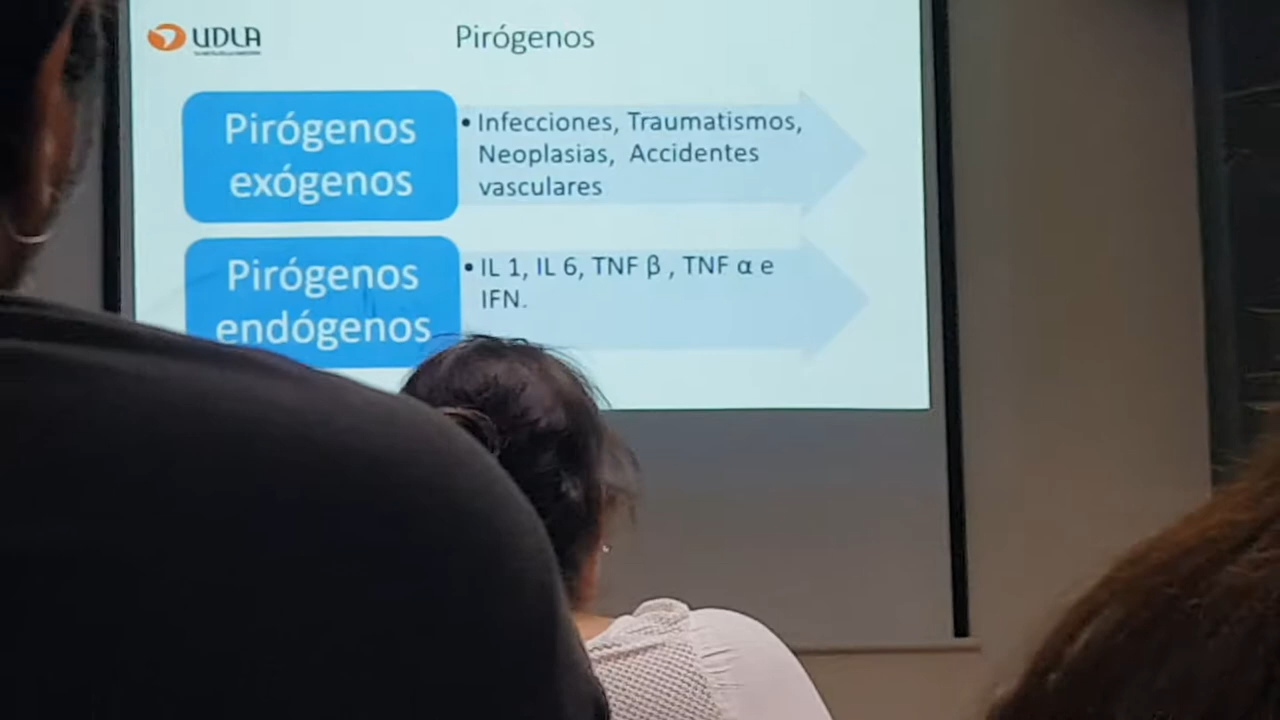 UDLA
Pirógenos
Pirógenos
exógenos
• Infecciones, Traumatismos,
Neoplasias, Accidentes
vasculares
Pirógenos
endógenos
• IL 1, IL 6, TNF β , TNF α e
IFN.